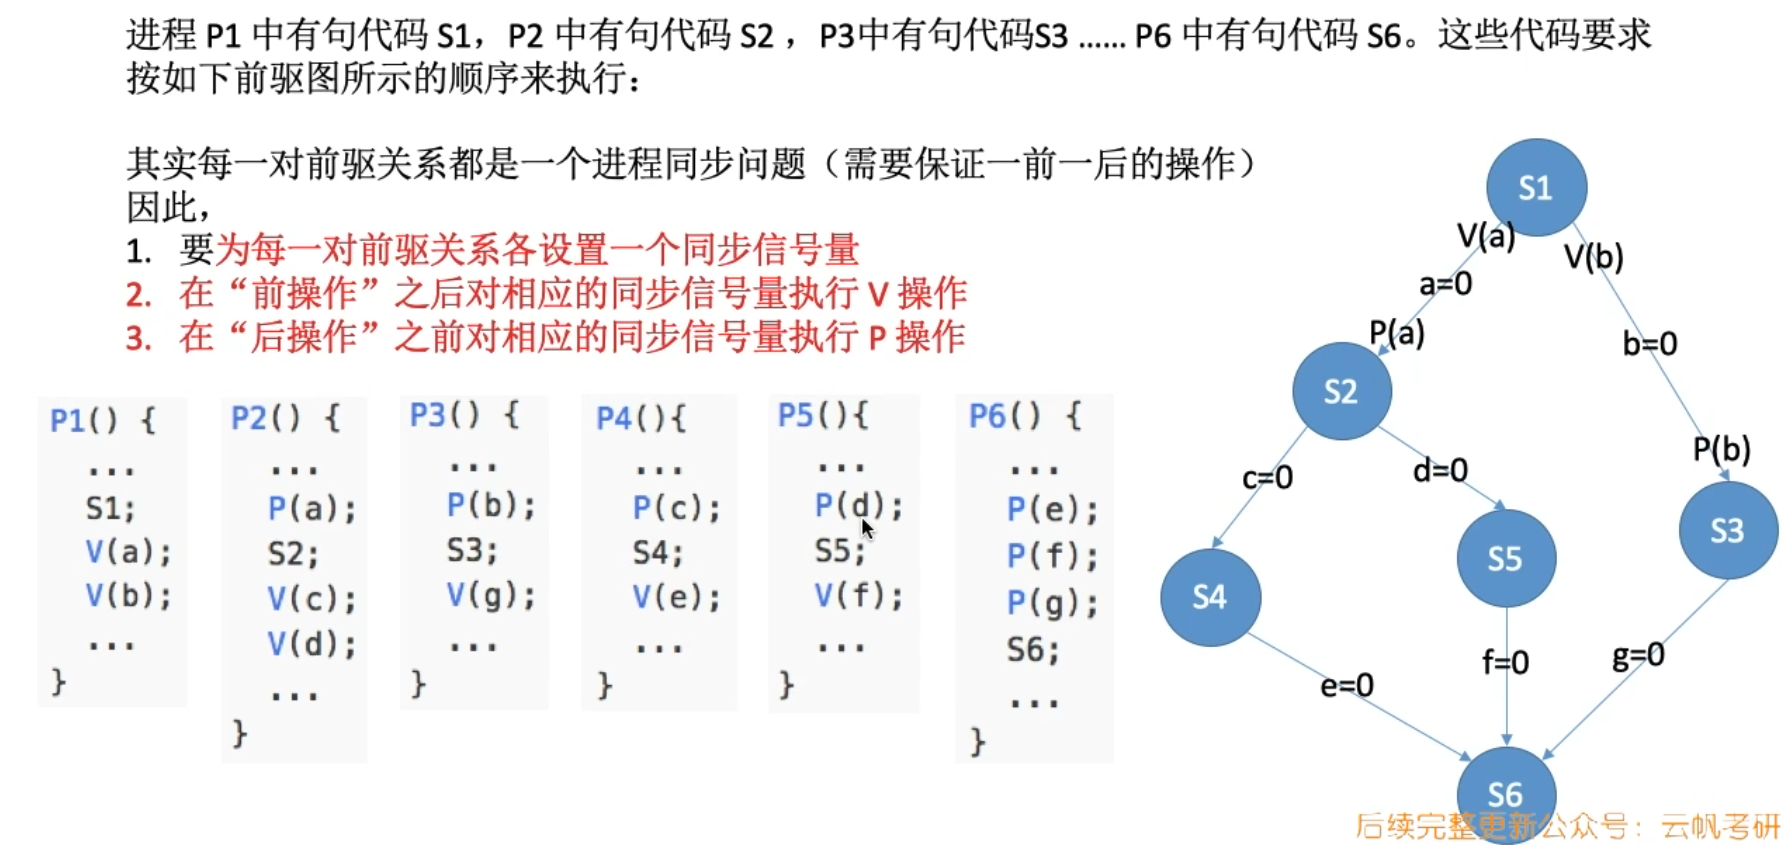 进程 P1 中有句代码 S1，P2 中有句代码 S2 ，P3中有句代码S3 …… P6 中有句代码 S6。这些代码要求
按如下前驱图所示的顺序来执行：
其实每一对前驱关系都是一个进程同步问题（需要保证一前一后的操作）
因此，
1. 要为每一对前驱关系各设置一个同步信号量
2. 在“前操作”之后对相应的同步信号量执行 V 操作
3. 在“后操作”之前对相应的同步信号量执行 P 操作
P1() {
...
S1;
V(a);
V(b);
...
}
P2() {
...
P(a);
S2;
V(c);
V(d);
...
}
P3() {
...
P(b);
S3;
V(g);
...
}
P4(){
...
P(c);
S4;
V(e);
...
}
P5(){
...
P(d);
S5;
V(f);
...
}
P6() {
...
P(e);
P(f);
P(g);
S6;
...
}
S1
V(a)
V(b)
a=0
P(a)
b=0
S2
P(b)
c=0
d=0
S3
S5
S4
e=0
f=0
g=0
S6
后续完整更新公众号：云帆考研